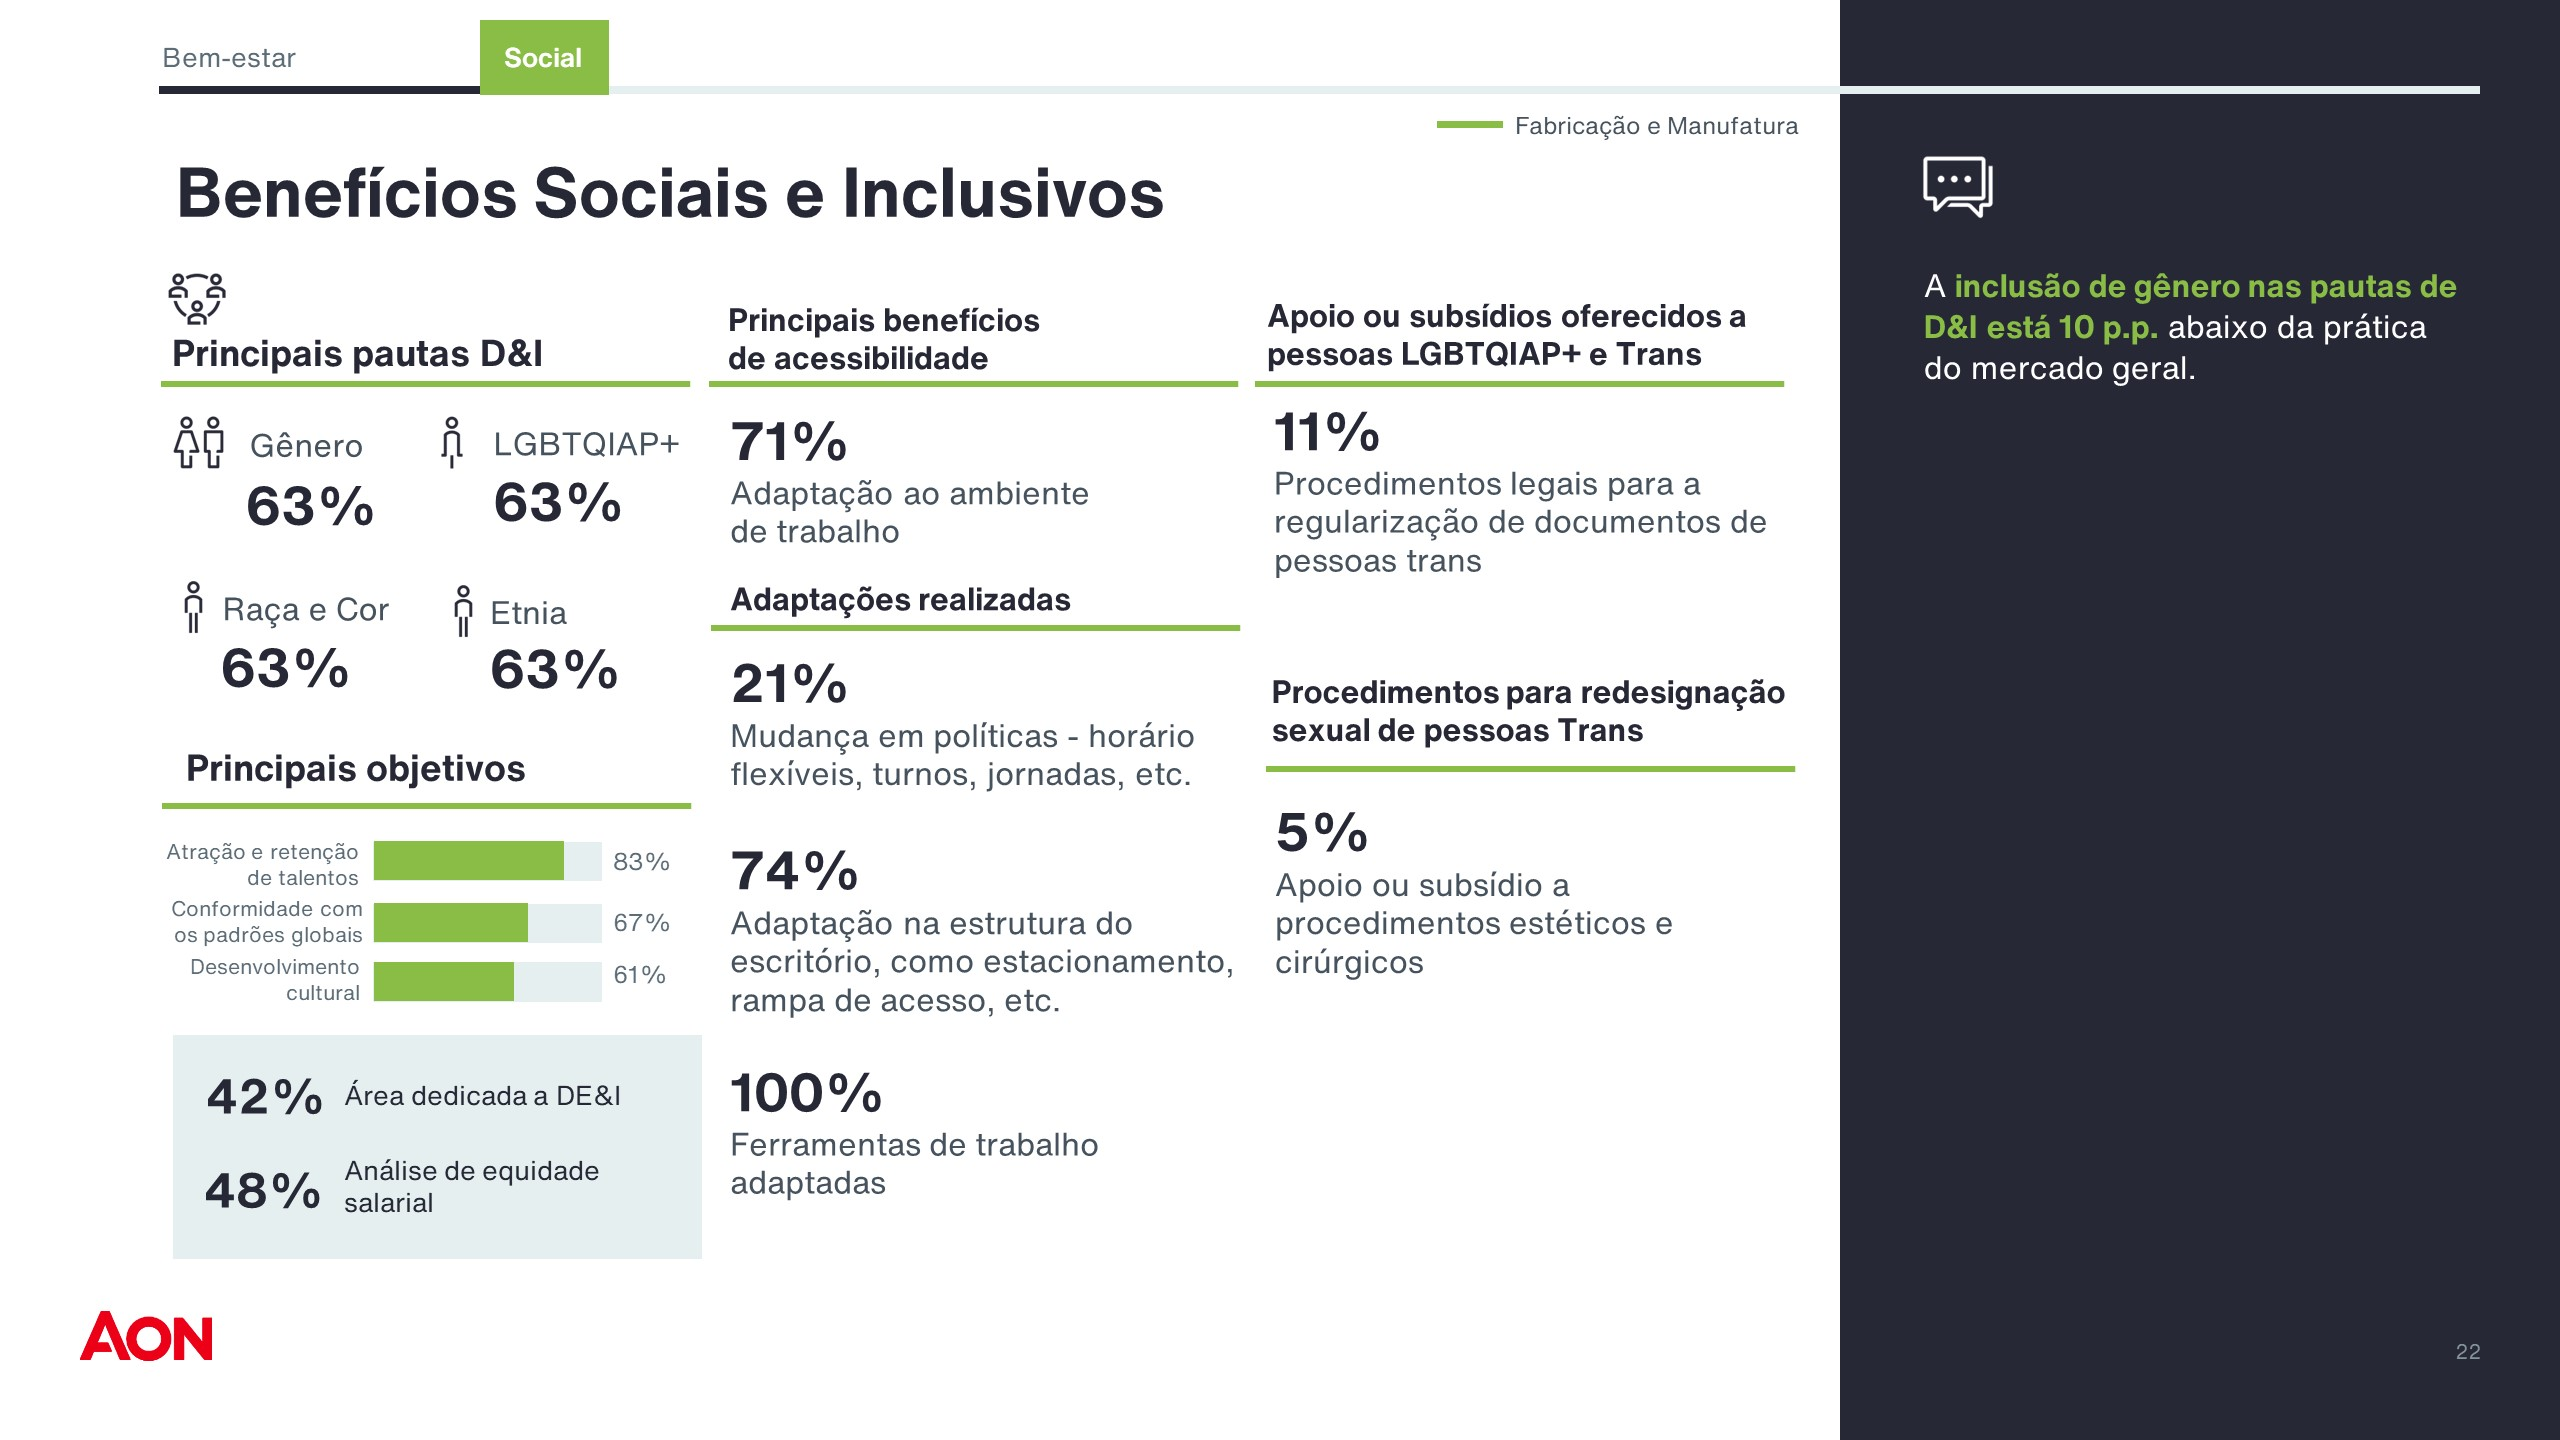 Bem-estar
Social
Fabricação e Manufatura
Benefícios Sociais e Inclusivos
Principais pautas D&I
Gênero
63%
LGBTQIAP+
63%
Raça e Cor
63%
Etnia
63%
Principais objetivos
Atração e retenção
de talentos
83%
Conformidade com
os padrões globais
67%
Desenvolvimento
cultural
61%
42%
Área dedicada a DE&I
48%
Análise de equidade
salarial
Principais benefícios
de acessibilidade
71%
Adaptação ao ambiente
de trabalho
Adaptações realizadas
21%
Mudança em políticas - horário
flexíveis, turnos, jornadas, etc.
74%
Adaptação na estrutura do
escritório, como estacionamento,
rampa de acesso, etc.
100%
Ferramentas de trabalho
adaptadas
Apoio ou subsídios oferecidos a
pessoas LGBTQIAP+ e Trans
11%
Procedimentos legais para a
regularização de documentos de
pessoas trans
Procedimentos para redesignação
sexual de pessoas Trans
5%
Apoio ou subsídio a
procedimentos estéticos e
cirúrgicos
A inclusão de gênero nas pautas de
D&I está 10 p.p. abaixo da prática
do mercado geral.
AON
22